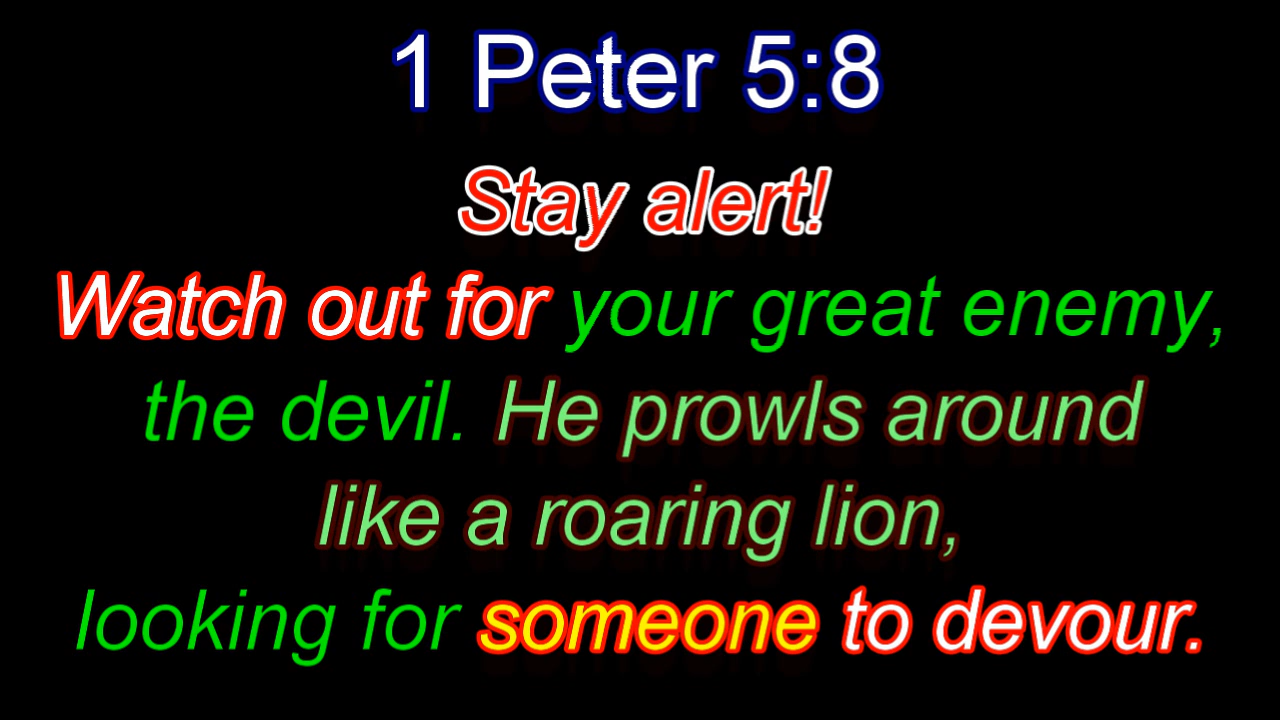 1 Peter 5:8
Stay alert!
Watch out for your great enemy,
the devil. He prowls around
like a roaring lion,
looking for someone to devour.